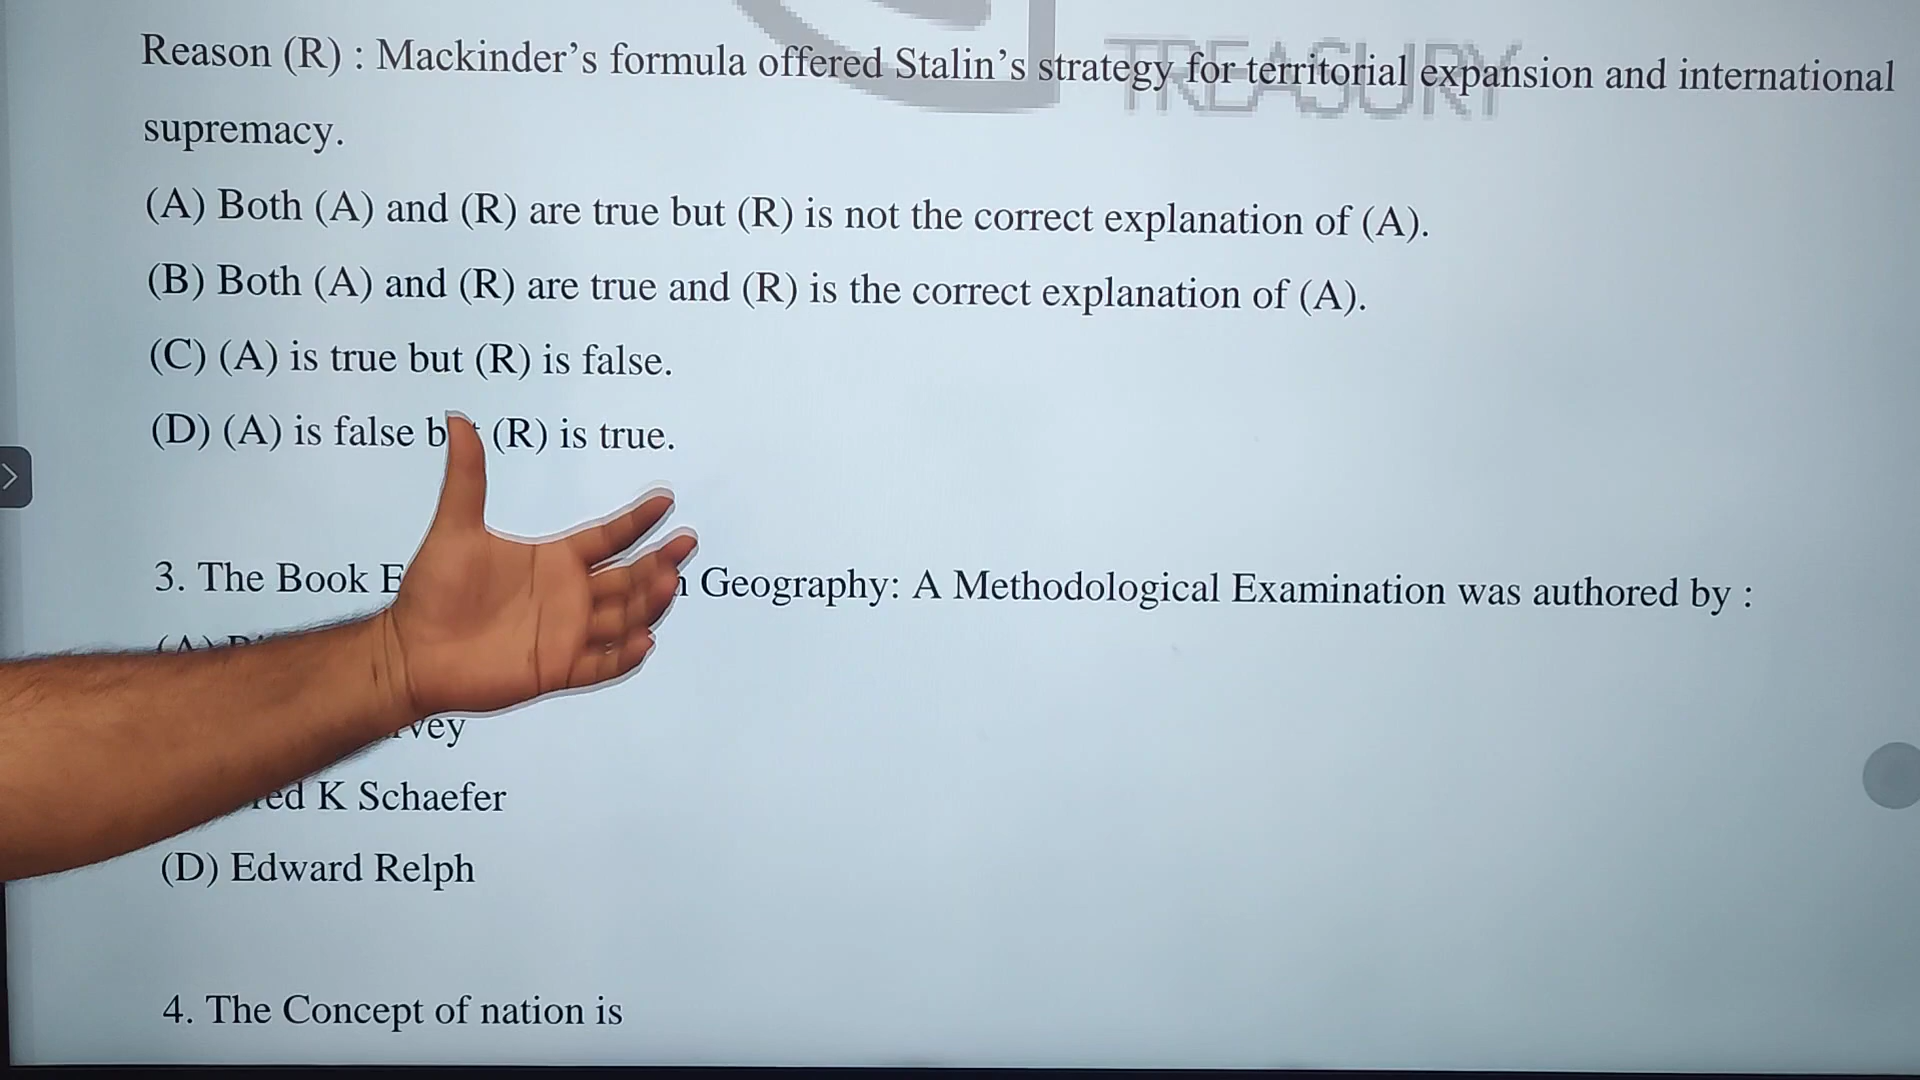 TREASURY
Reason (R) : Mackinder's formula offered Stalin's strategy for territorial expansion and international
supremacy.
(A) Both (A) and (R) are true but (R) is not the correct explanation of (A).
(B) Both (A) and (R) are true and (R) is the correct explanation of (A).
(C) (A) is true but (R) is false.
(D) (A) is false (R) is true.
3. The Book Geography: A Methodological Examination was authored by :
(A)
K Schaefer
(D) Edward Relph
4. The Concept of nation is